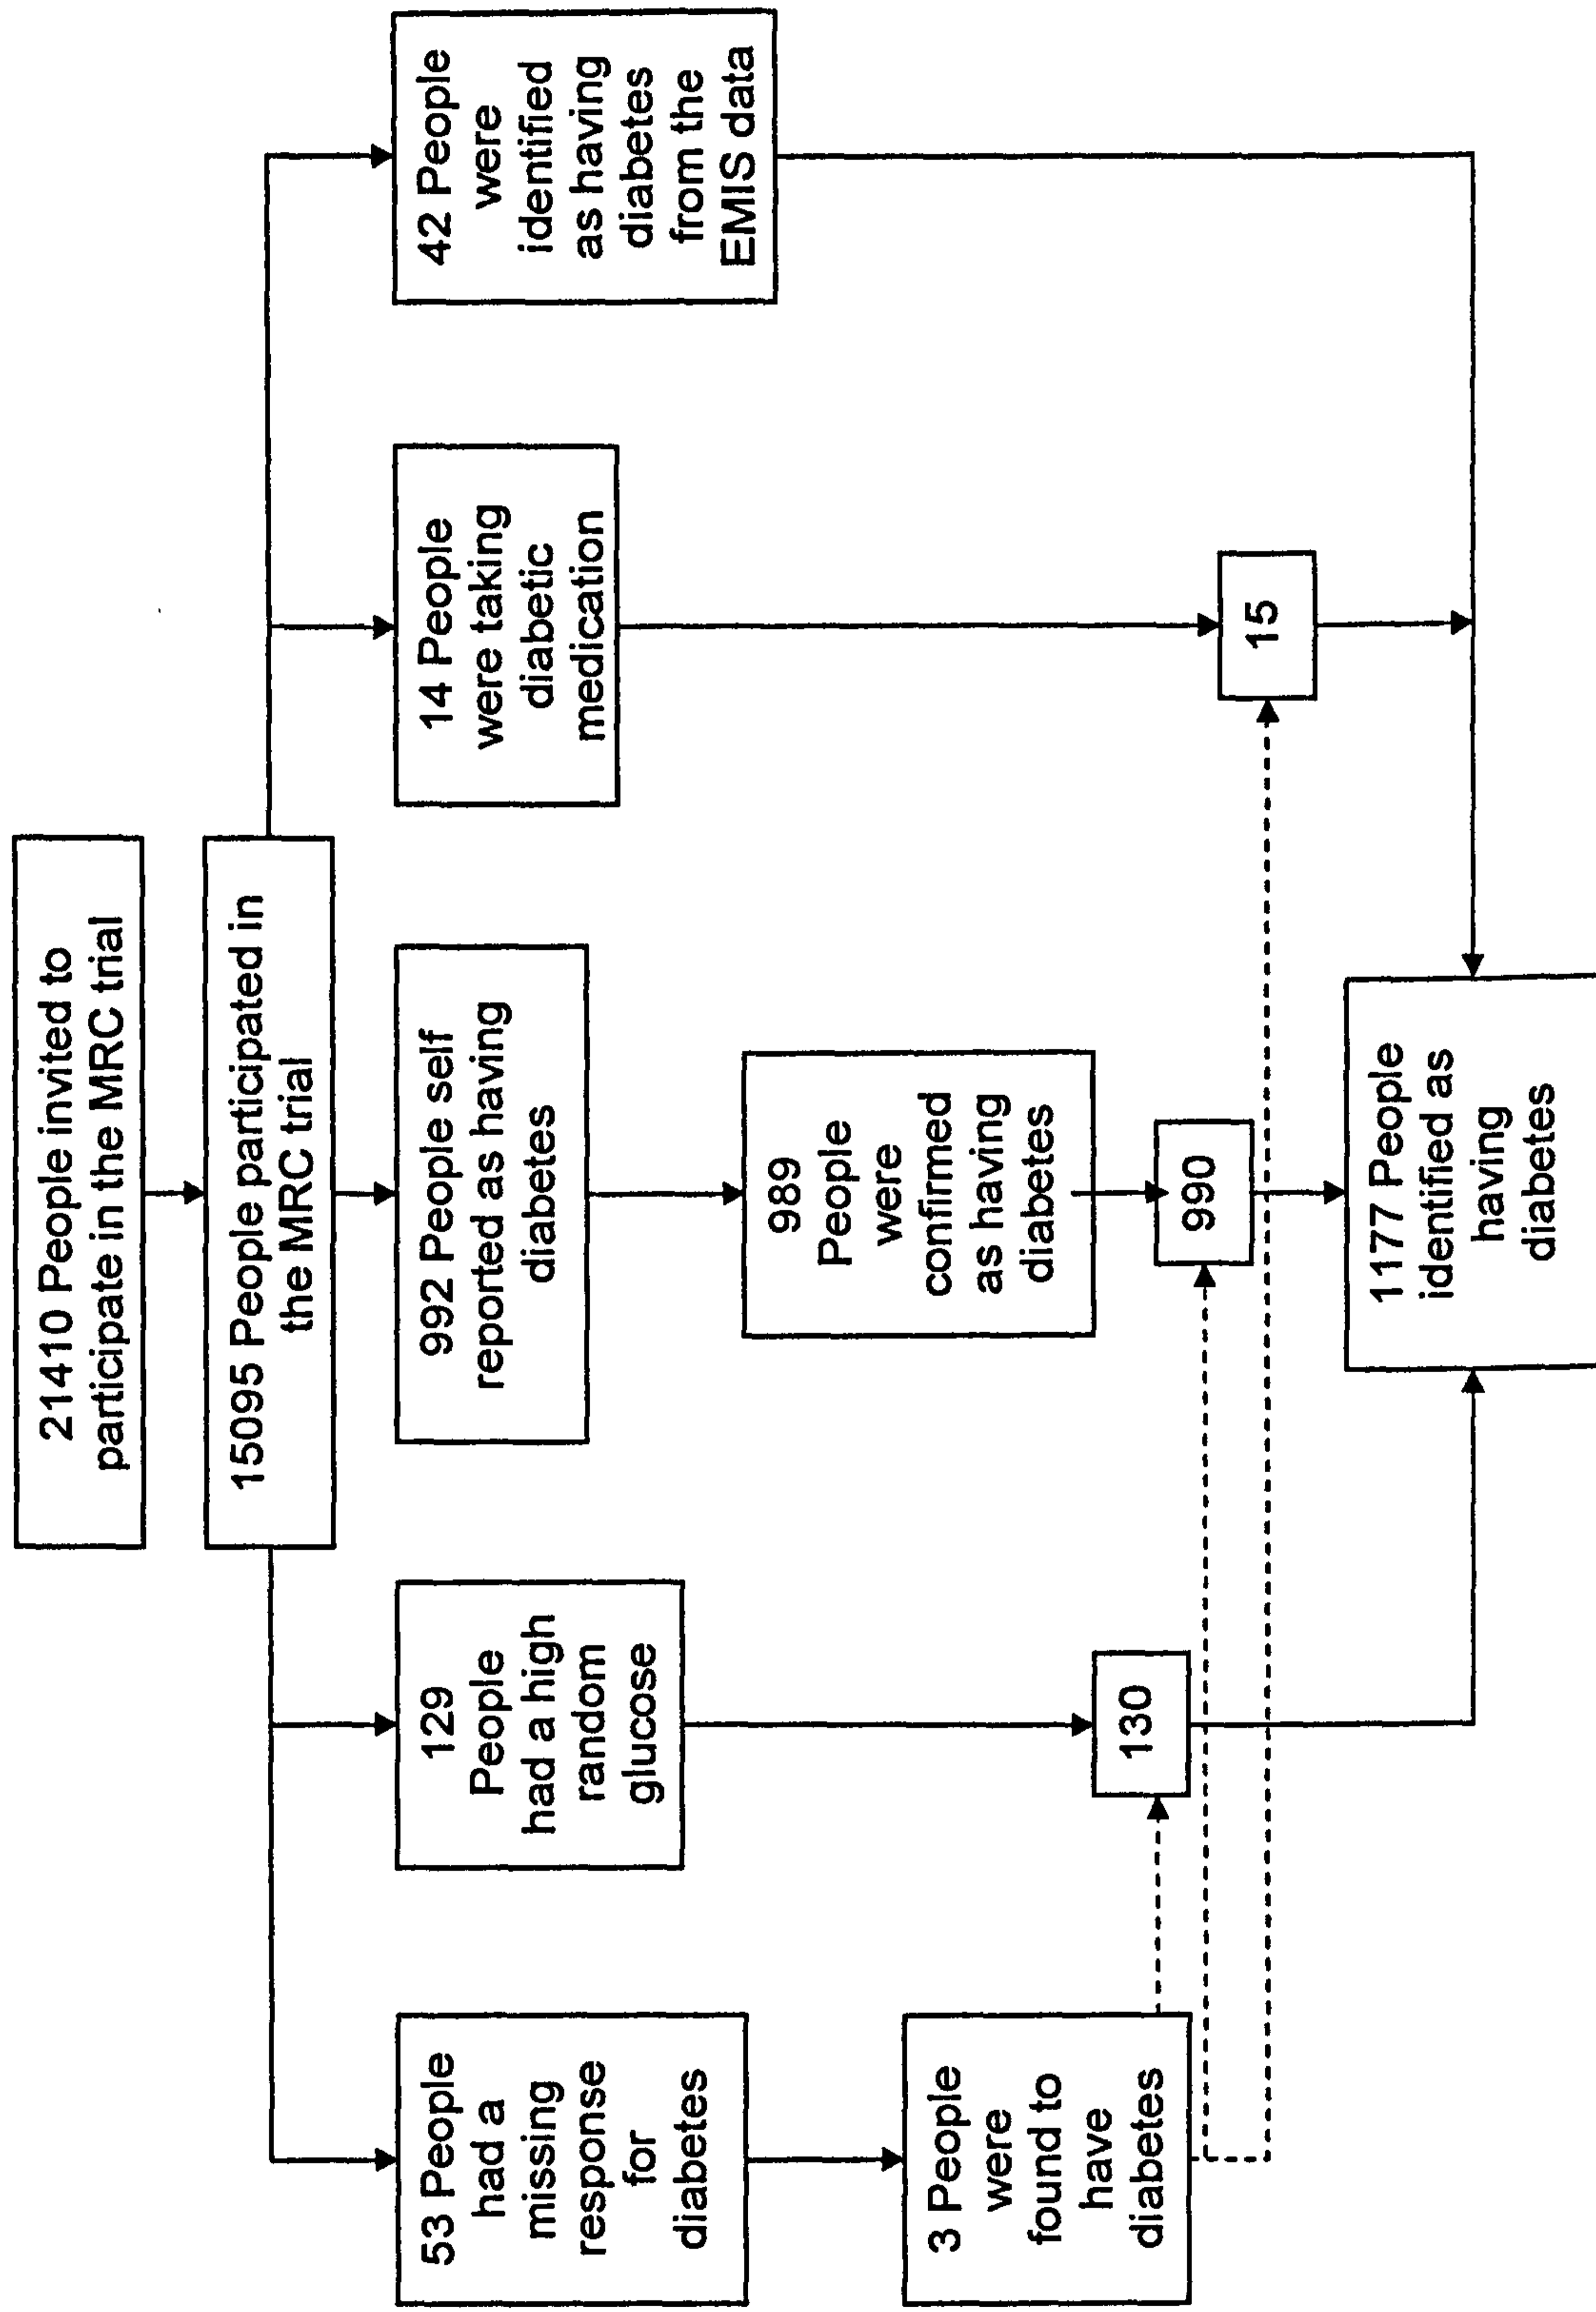 21410 People invited to
participate in the MRC trial
15095 People participated in
the MRC trial
53 People
had a
missing
response
for
diabetes
129
People
had a high
random
glucose
992 People self
reported as having
diabetes
14 People
were taking
diabetic
medication
42 People
were
identified
as having
diabetes
from the
EMIS data
3 People
were
found to
have
diabetes
989
People
were
confirmed
as having
diabetes
130
990
15
1177 People
identified as
having
diabetes